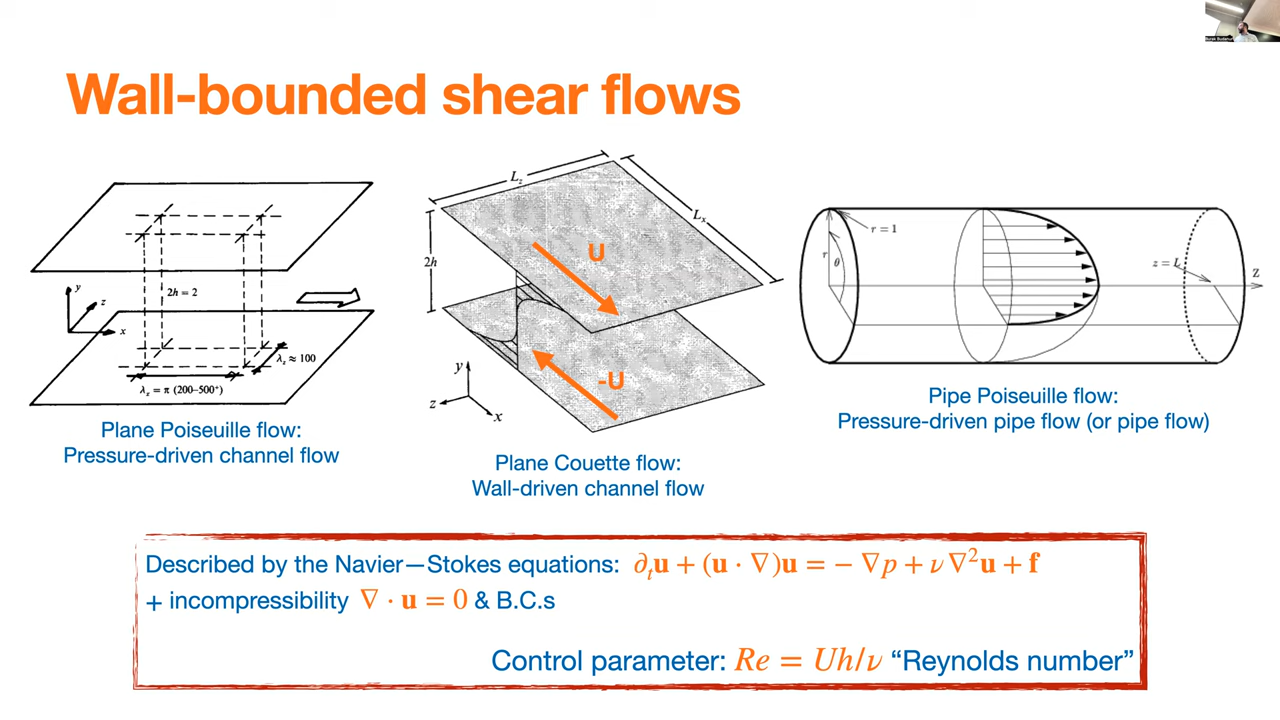 Wall-bounded shear flows
y
z
x
2h = 2
λz ≈ 100
λx = π (200–500⁺)
Plane Poiseuille flow:
Pressure-driven channel flow
Lz
Lx
2h
U
-U
y
z
x
Plane Couette flow:
Wall-driven channel flow
r = 1
r
θ
z = L
Z
Pipe Poiseuille flow:
Pressure-driven pipe flow (or pipe flow)
Described by the Navier—Stokes equations: ∂ₜu + (u · ∇)u = − ∇p + ν ∇²u + f
+ incompressibility ∇ · u = 0 & B.C.s
Control parameter: Re = Uh/ν “Reynolds number”